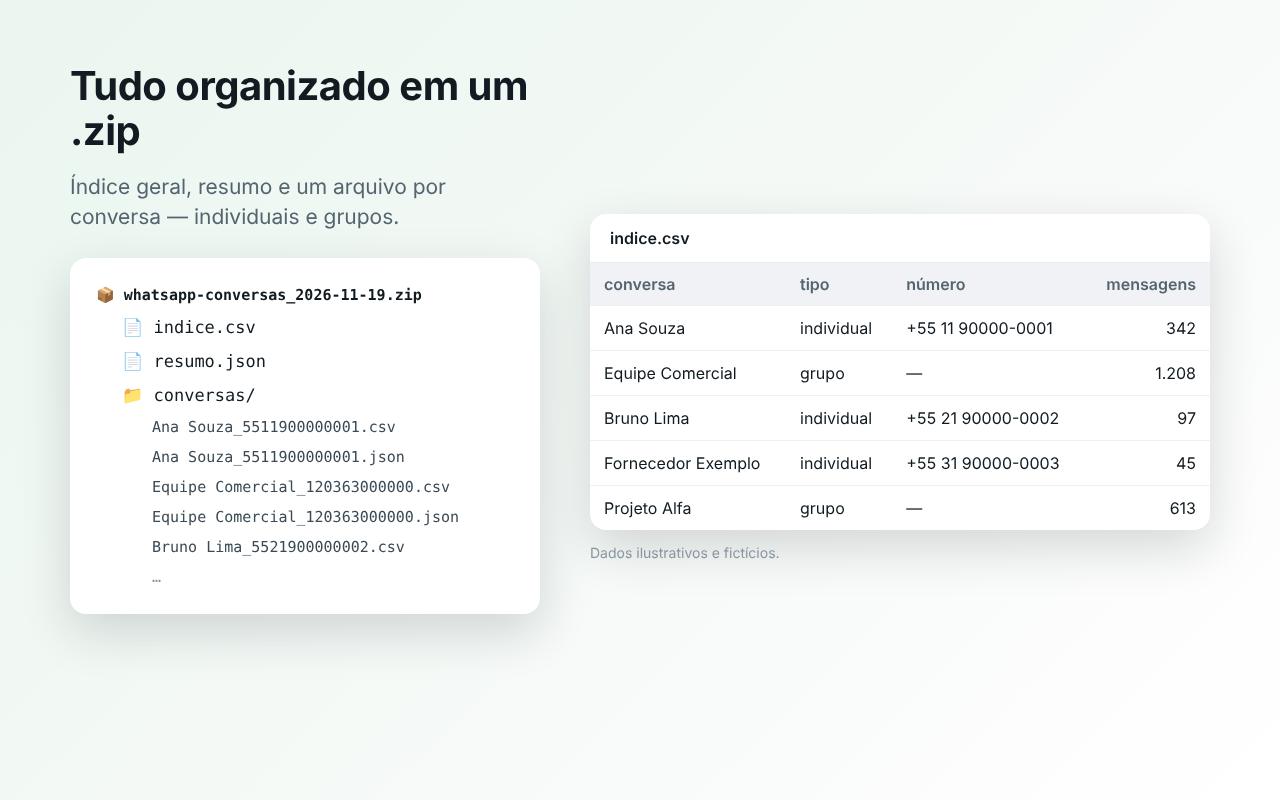 Tudo organizado em um
.zip
Índice geral, resumo e um arquivo por
conversa — individuais e grupos.
whatsapp-conversas_2026-11-19.zip
indice.csv
resumo.json
conversas/
Ana Souza_5511900000001.csv
Ana Souza_5511900000001.json
Equipe Comercial_120363000000.csv
Equipe Comercial_120363000000.json
Bruno Lima_5521900000002.csv
…
indice.csv
conversa tipo número mensagens
Ana Souza individual +55 11 90000-0001 342
Equipe Comercial grupo — 1.208
Bruno Lima individual +55 21 90000-0002 97
Fornecedor Exemplo individual +55 31 90000-0003 45
Projeto Alfa grupo — 613
Dados ilustrativos e fictícios.